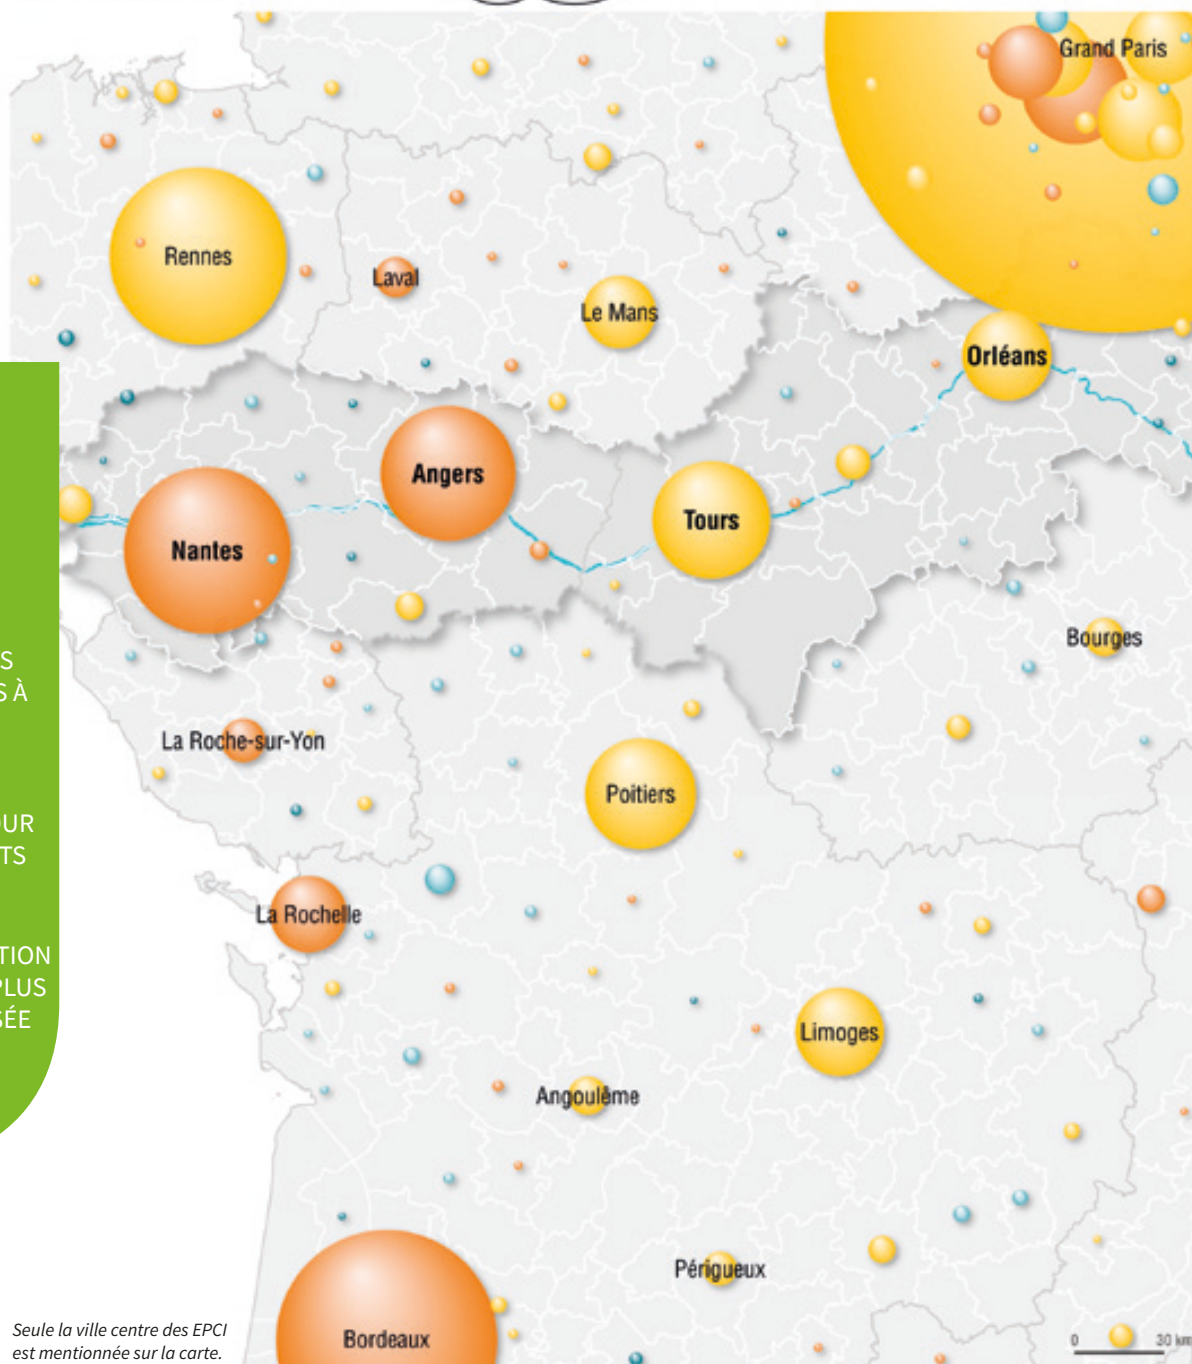 Grand Paris
Rennes
Laval
Le Mans
Orléans
Angers
Tours
Nantes
Bourges
S
S À
La Roche-sur-Yon
Poitiers
OUR
TS
La Rochelle
TION
PLUS
SÉE
Limoges
Angoulême
Périgueux
Bordeaux
0 30 km
Seule la ville centre des EPCI
est mentionnée sur la carte.